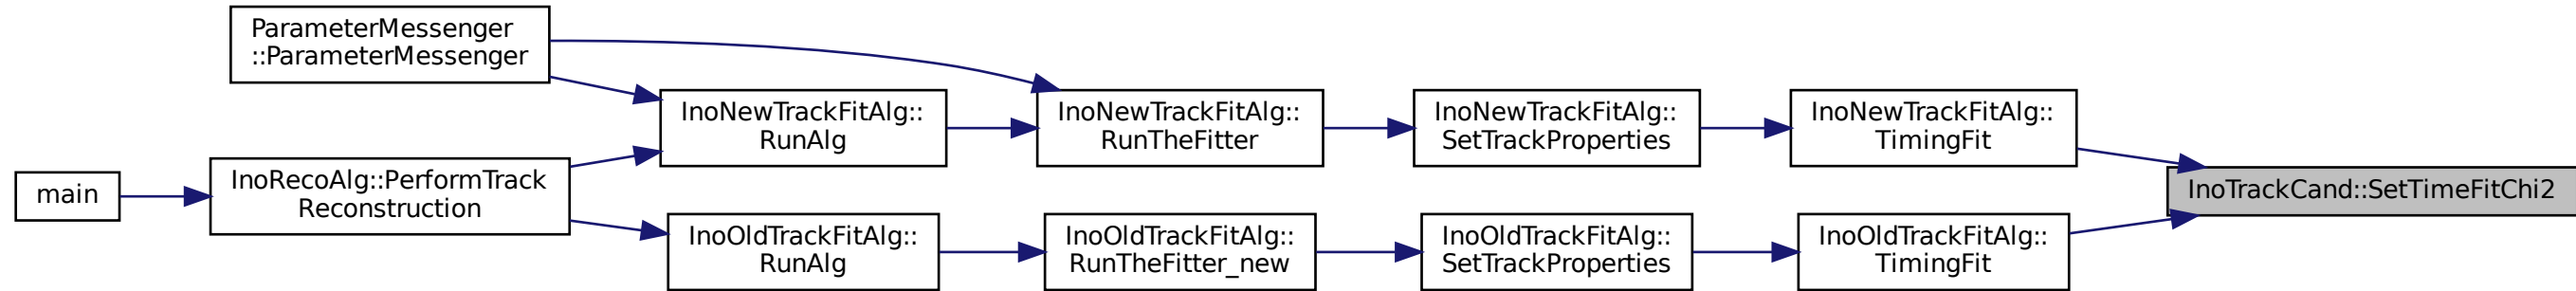 ParameterMessenger
::ParameterMessenger
main
InoRecoAlg::PerformTrack
Reconstruction
InoNewTrackFitAlg::
RunAlg
InoOldTrackFitAlg::
RunAlg
InoNewTrackFitAlg::
RunTheFitter
InoOldTrackFitAlg::
RunTheFitter_new
InoNewTrackFitAlg::
SetTrackProperties
InoOldTrackFitAlg::
SetTrackProperties
InoNewTrackFitAlg::
TimingFit
InoOldTrackFitAlg::
TimingFit
InoTrackCand::SetTimeFitChi2